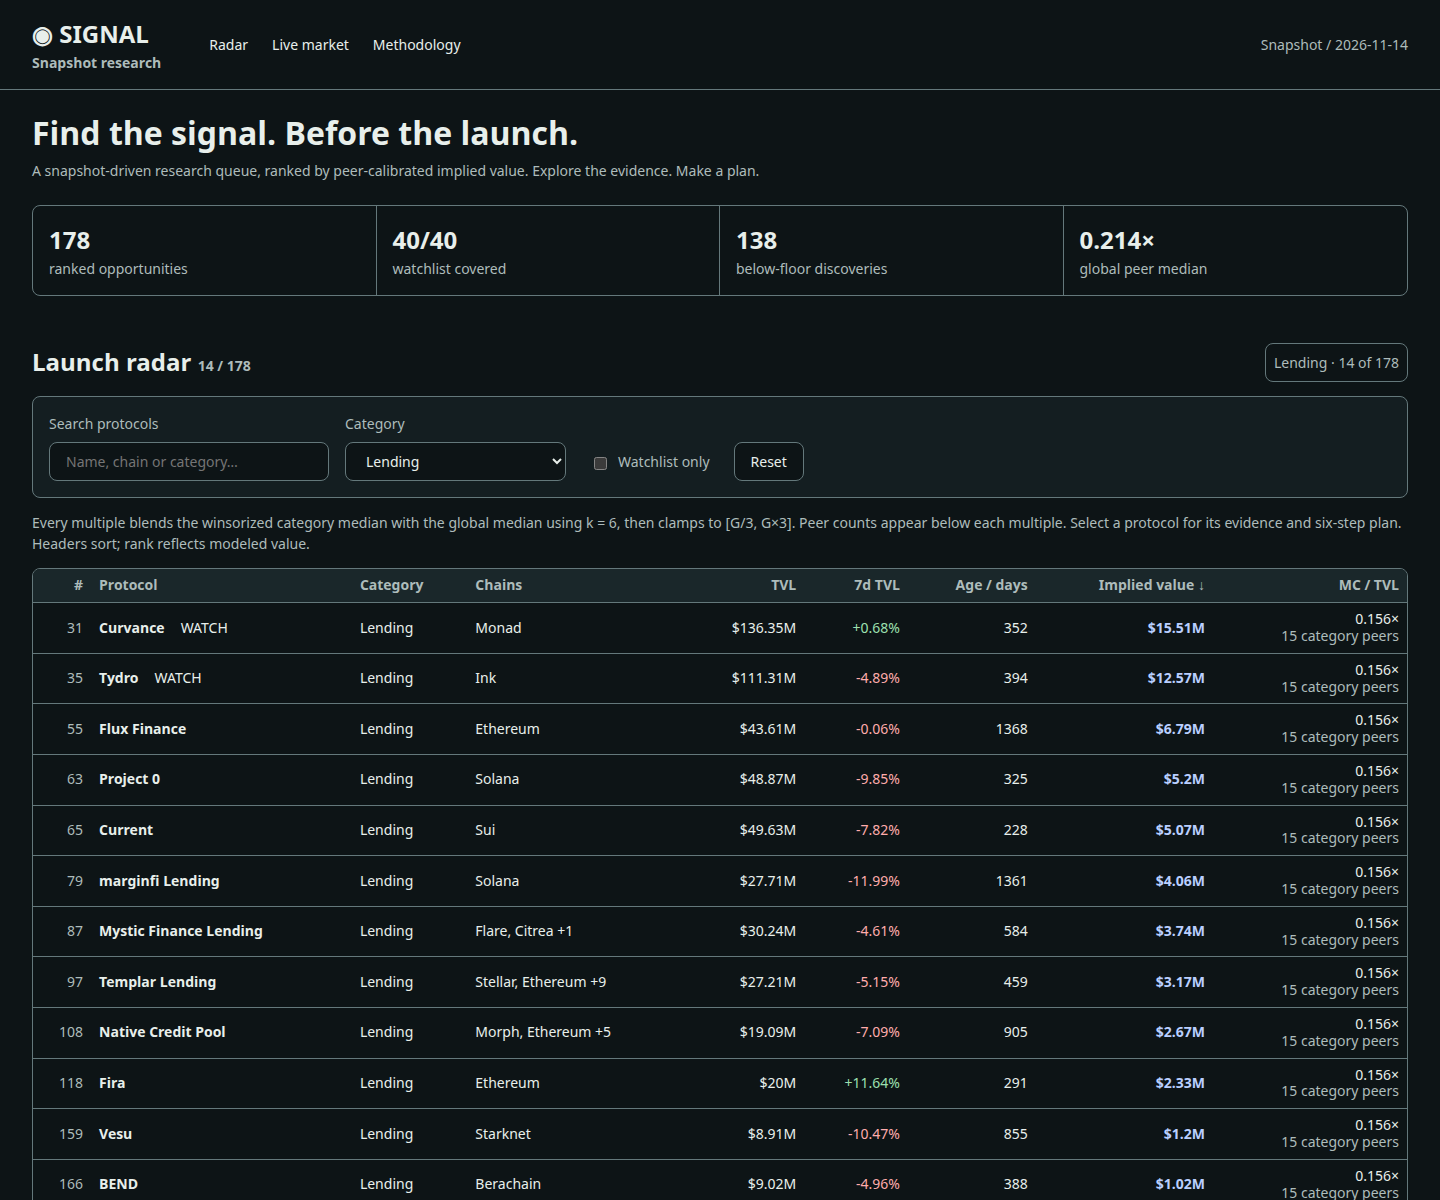 ◉ SIGNAL
Snapshot research
Radar Live market Methodology
Snapshot / 2026-11-14
Find the signal. Before the launch.
A snapshot-driven research queue, ranked by peer-calibrated implied value. Explore the evidence. Make a plan.
178
ranked opportunities
40/40
watchlist covered
138
below-floor discoveries
0.214×
global peer median
Launch radar 14 / 178
Lending · 14 of 178
Search protocols
Category
Name, chain or category...
Lending
Watchlist only
Reset
Every multiple blends the winsorized category median with the global median using k = 6, then clamps to [G/3, G×3]. Peer counts appear below each multiple. Select a protocol for its evidence and six-step plan.
Headers sort; rank reflects modeled value.
# Protocol Category Chains TVL 7d TVL Age / days Implied value ↓ MC / TVL
31 Curvance WATCH Lending Monad $136.35M +0.68% 352 $15.51M 0.156×
15 category peers
35 Tydro WATCH Lending Ink $111.31M -4.89% 394 $12.57M 0.156×
15 category peers
55 Flux Finance Lending Ethereum $43.61M -0.06% 1368 $6.79M 0.156×
15 category peers
63 Project 0 Lending Solana $48.87M -9.85% 325 $5.2M 0.156×
15 category peers
65 Current Lending Sui $49.63M -7.82% 228 $5.07M 0.156×
15 category peers
79 marginfi Lending Lending Solana $27.71M -11.99% 1361 $4.06M 0.156×
15 category peers
87 Mystic Finance Lending Lending Flare, Citrea +1 $30.24M -4.61% 584 $3.74M 0.156×
15 category peers
97 Templar Lending Lending Stellar, Ethereum +9 $27.21M -5.15% 459 $3.17M 0.156×
15 category peers
108 Native Credit Pool Lending Morph, Ethereum +5 $19.09M -7.09% 905 $2.67M 0.156×
15 category peers
118 Fira Lending Ethereum $20M +11.64% 291 $2.33M 0.156×
15 category peers
159 Vesu Lending Starknet $8.91M -10.47% 855 $1.2M 0.156×
15 category peers
166 BEND Lending Berachain $9.02M -4.96% 388 $1.02M 0.156×
15 category peers